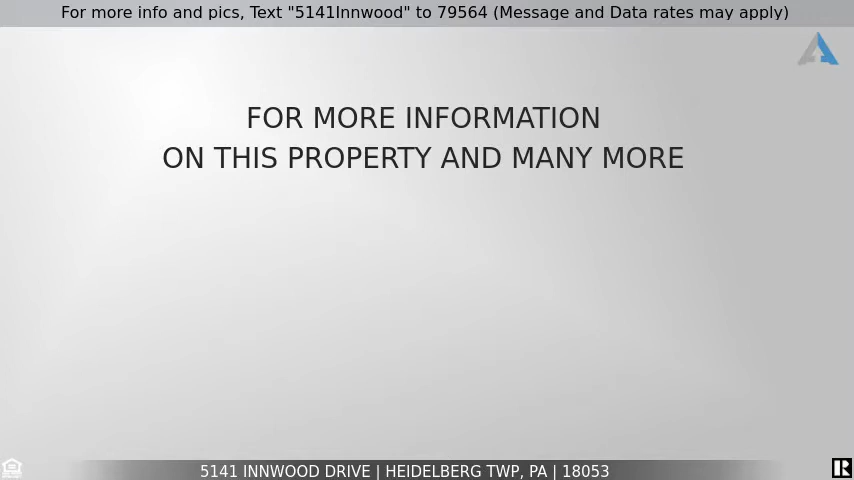 For more info and pics, Text "5141Innwood" to 79564 (Message and Data rates may apply)
FOR MORE INFORMATION
ON THIS PROPERTY AND MANY MORE
5141 INNWOOD DRIVE | HEIDELBERG TWP, PA | 18053